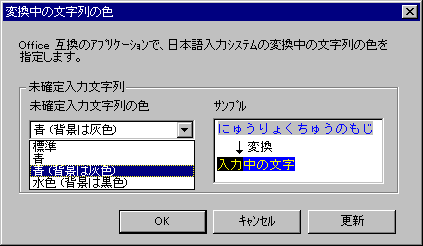 変換中の文字列の色
Office 互換のｱﾌﾟﾘｹｰｼｮﾝで、日本語入力ｼｽﾃﾑの変換中の文字列の色を
指定します。
未確定入力文字列
未確定入力文字列の色
青 (背景は灰色)
標準
青
青 (背景は灰色)
水色 (背景は黒色)
ｻﾝﾌﾟﾙ
にゅうりょくちゅうのもじ
↓変換
入力中の文字
OK
ｷｬﾝｾﾙ
更新